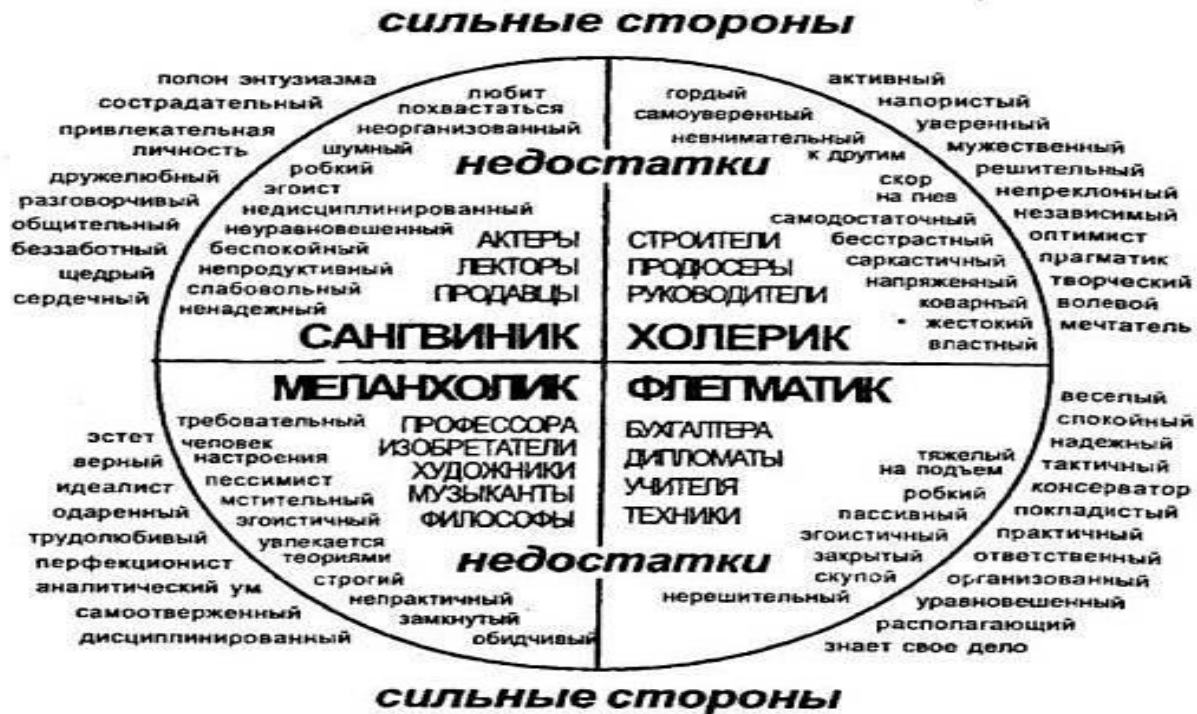 сильные стороны
полон энтузиазма
сострадательный
привлекательная
личность
дружелюбный
разговорчивый
общительный
беззаботный
щедрый
сердечный
любит
похвастаться
неорганизованный
шумный
робкий
эгоист
недисциплинированный
неуравновешенный
беспокойный
непродуктивный
слабовольный
ненадежный
недостатки
АКТЕРЫ
ЛЕКТОРЫ
ПРОДАВЦЫ
САНГВИНИК
гордый
самоуверенный
невнимательный
к другим
скор
на гнев
самодостаточный
бесстрастный
саркастичный
напряженный
коварный
жестокий
властный
СТРОИТЕЛИ
ПРОДЮСЕРЫ
РУКОВОДИТЕЛИ
ХОЛЕРИК
активный
напористый
уверенный
мужественный
решительный
непреклонный
независимый
оптимист
прагматик
творческий
волевой
мечтатель
МЕЛАНХОЛИК
эстет
верный
идеалист
одаренный
трудолюбивый
перфекционист
аналитический ум
самоотверженный
дисциплинированный
требовательный
человек
настроения
пессимист
мстительный
эгоистичный
увлекается
теориями
строгий
непрактичный
замкнутый
обидчивый
ПРОФЕССОРА
ИЗОБРЕТАТЕЛИ
ХУДОЖНИКИ
МУЗЫКАНТЫ
ФИЛОСОФЫ
недостатки
ФЛЕГМАТИК
БУХГАЛТЕРА
ДИПЛОМАТЫ
УЧИТЕЛЯ
ТЕХНИКИ
тяжелый
на подъем
робкий
пассивный
эгоистичный
закрытый
скупой
нерешительный
веселый
спокойный
надежный
тактичный
консерватор
покладистый
практичный
ответственный
организованный
уравновешенный
располагающий
знает свое дело
сильные стороны